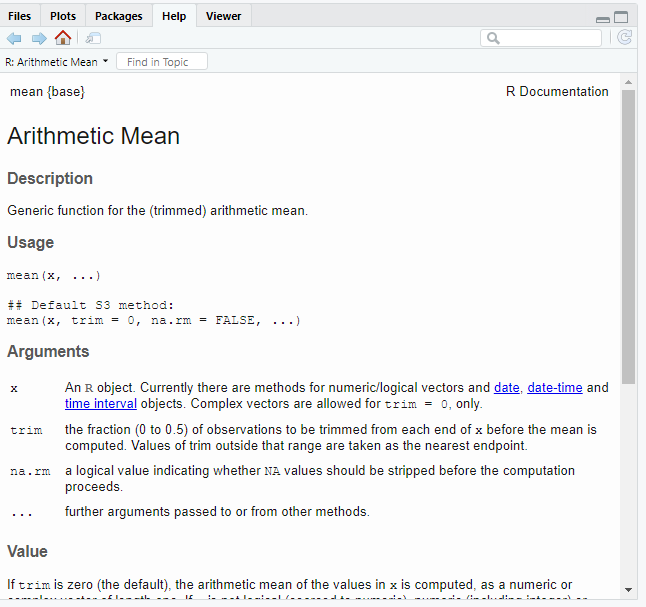 Files Plots Packages Help Viewer
R: Arithmetic Mean Find in Topic
mean {base} R Documentation
Arithmetic Mean
Description
Generic function for the (trimmed) arithmetic mean.
Usage
mean(x, ...)
## Default S3 method:
mean(x, trim = 0, na.rm = FALSE, ...)
Arguments
x An R object. Currently there are methods for numeric/logical vectors and date, date-time and
time interval objects. Complex vectors are allowed for trim = 0, only.
trim the fraction (0 to 0.5) of observations to be trimmed from each end of x before the mean is
computed. Values of trim outside that range are taken as the nearest endpoint.
na.rm a logical value indicating whether NA values should be stripped before the computation
proceeds.
... further arguments passed to or from other methods.
Value
If trim is zero (the default), the arithmetic mean of the values in x is computed, as a numeric or